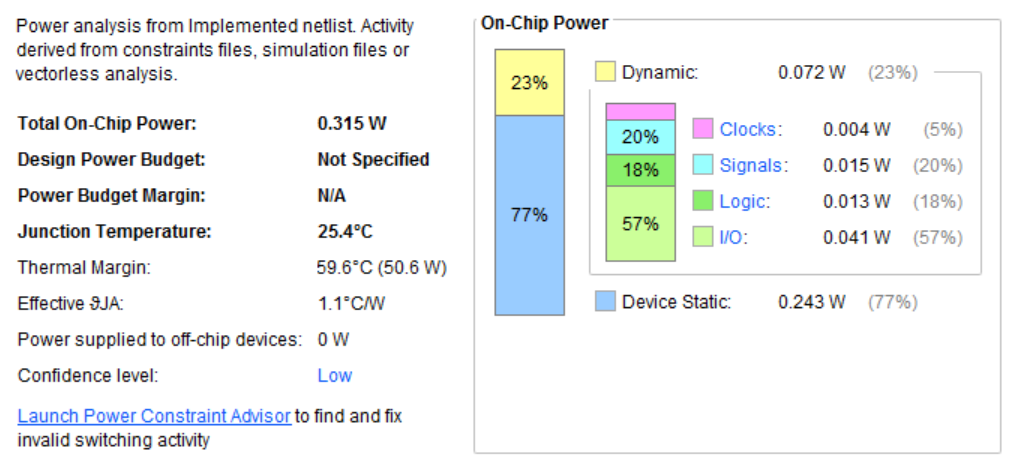 Power analysis from Implemented netlist. Activity
derived from constraints files, simulation files or
vectorless analysis.
Total On-Chip Power: 0.315 W
Design Power Budget: Not Specified
Power Budget Margin: N/A
Junction Temperature: 25.4°C
Thermal Margin: 59.6°C (50.6 W)
Effective ϑJA: 1.1°C/W
Power supplied to off-chip devices: 0 W
Confidence level: Low
Launch Power Constraint Advisor to find and fix
invalid switching activity
On-Chip Power
23%
77%
Dynamic: 0.072 W (23%)
20%
18%
57%
Clocks: 0.004 W (5%)
Signals: 0.015 W (20%)
Logic: 0.013 W (18%)
I/O: 0.041 W (57%)
Device Static: 0.243 W (77%)